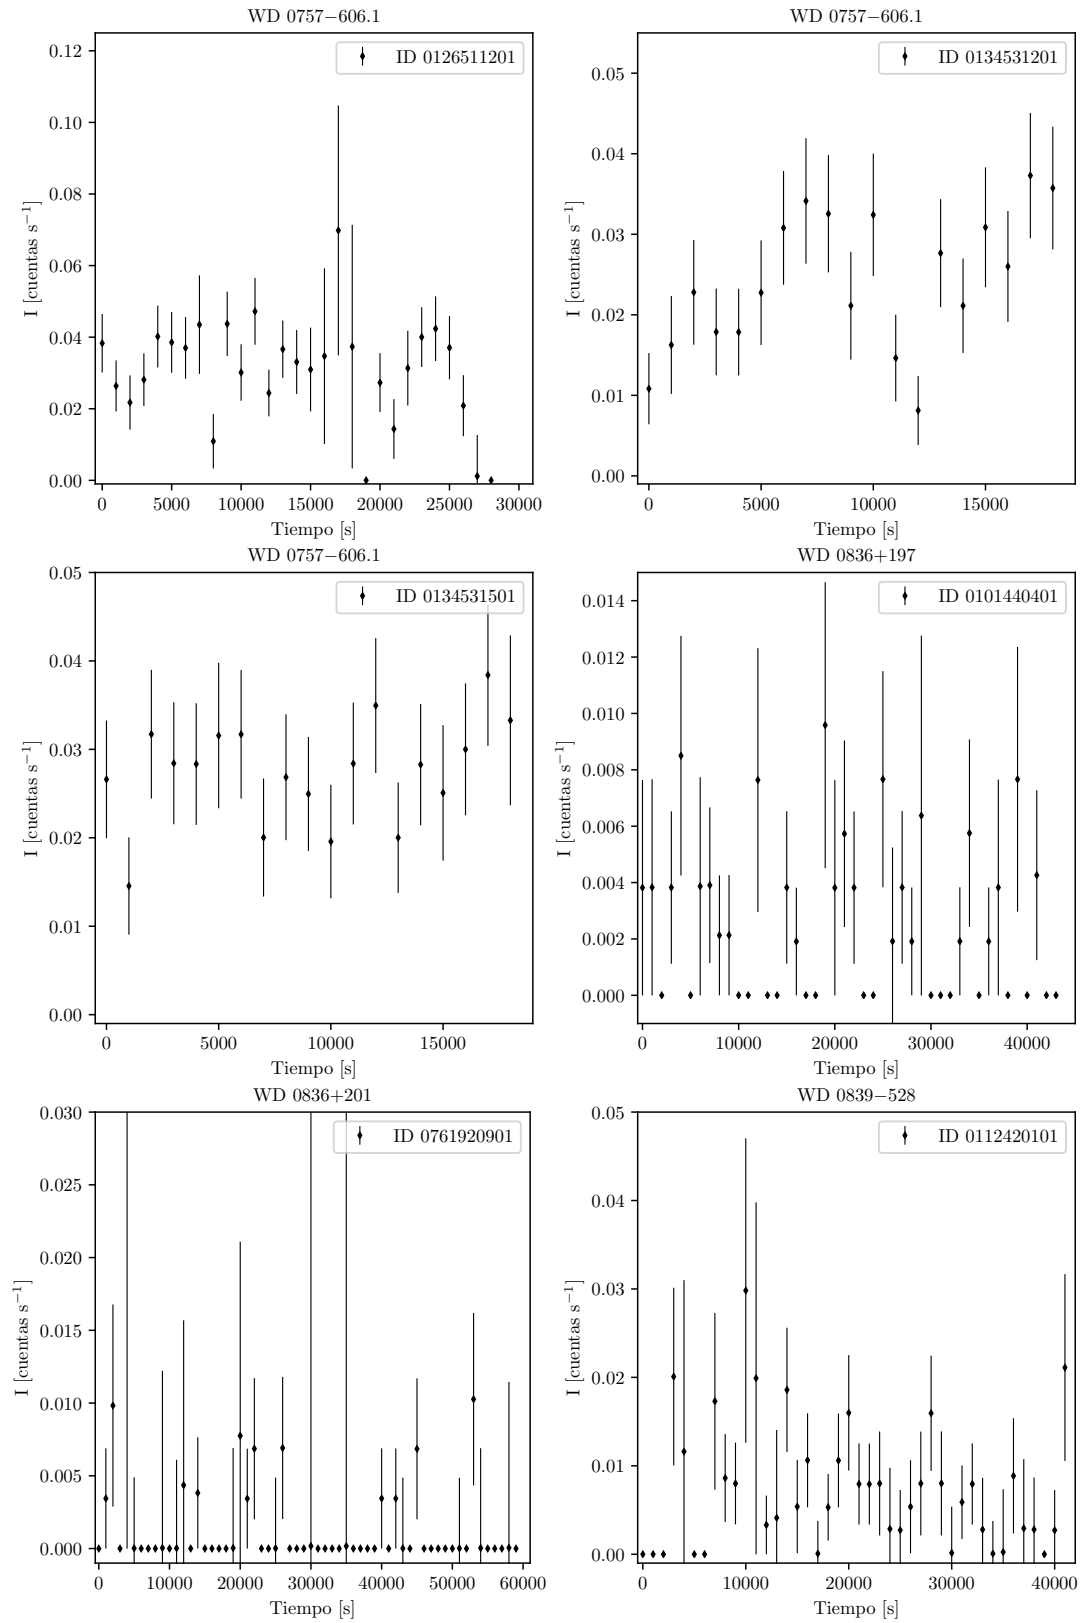 WD 0757−606.1
ID 0126511201
I [cuentas s⁻¹]
0.12
0.10
0.08
0.06
0.04
0.02
0.00
0 5000 10000 15000 20000 25000 30000
Tiempo [s]
WD 0757−606.1
ID 0134531201
I [cuentas s⁻¹]
0.05
0.04
0.03
0.02
0.01
0.00
0 5000 10000 15000
Tiempo [s]
WD 0757−606.1
ID 0134531501
I [cuentas s⁻¹]
0.05
0.04
0.03
0.02
0.01
0.00
0 5000 10000 15000
Tiempo [s]
WD 0836+197
ID 0101440401
I [cuentas s⁻¹]
0.014
0.012
0.010
0.008
0.006
0.004
0.002
0.000
0 10000 20000 30000 40000
Tiempo [s]
WD 0836+201
ID 0761920901
I [cuentas s⁻¹]
0.030
0.025
0.020
0.015
0.010
0.005
0.000
0 10000 20000 30000 40000 50000 60000
Tiempo [s]
WD 0839−528
ID 0112420101
I [cuentas s⁻¹]
0.05
0.04
0.03
0.02
0.01
0.00
0 10000 20000 30000 40000
Tiempo [s]